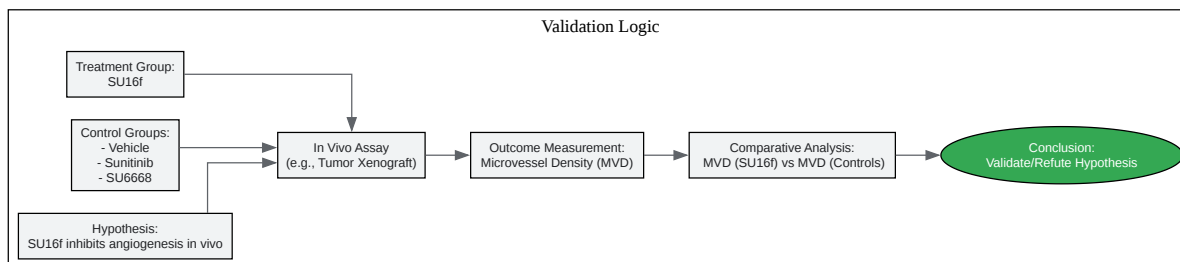 Validation Logic
Treatment Group:
SU16f
Control Groups:
- Vehicle
- Sunitinib
- SU6668
Hypothesis:
SU16f inhibits angiogenesis in vivo
In Vivo Assay
(e.g., Tumor Xenograft)
Outcome Measurement:
Microvessel Density (MVD)
Comparative Analysis:
MVD (SU16f) vs MVD (Controls)
Conclusion:
Validate/Refute Hypothesis